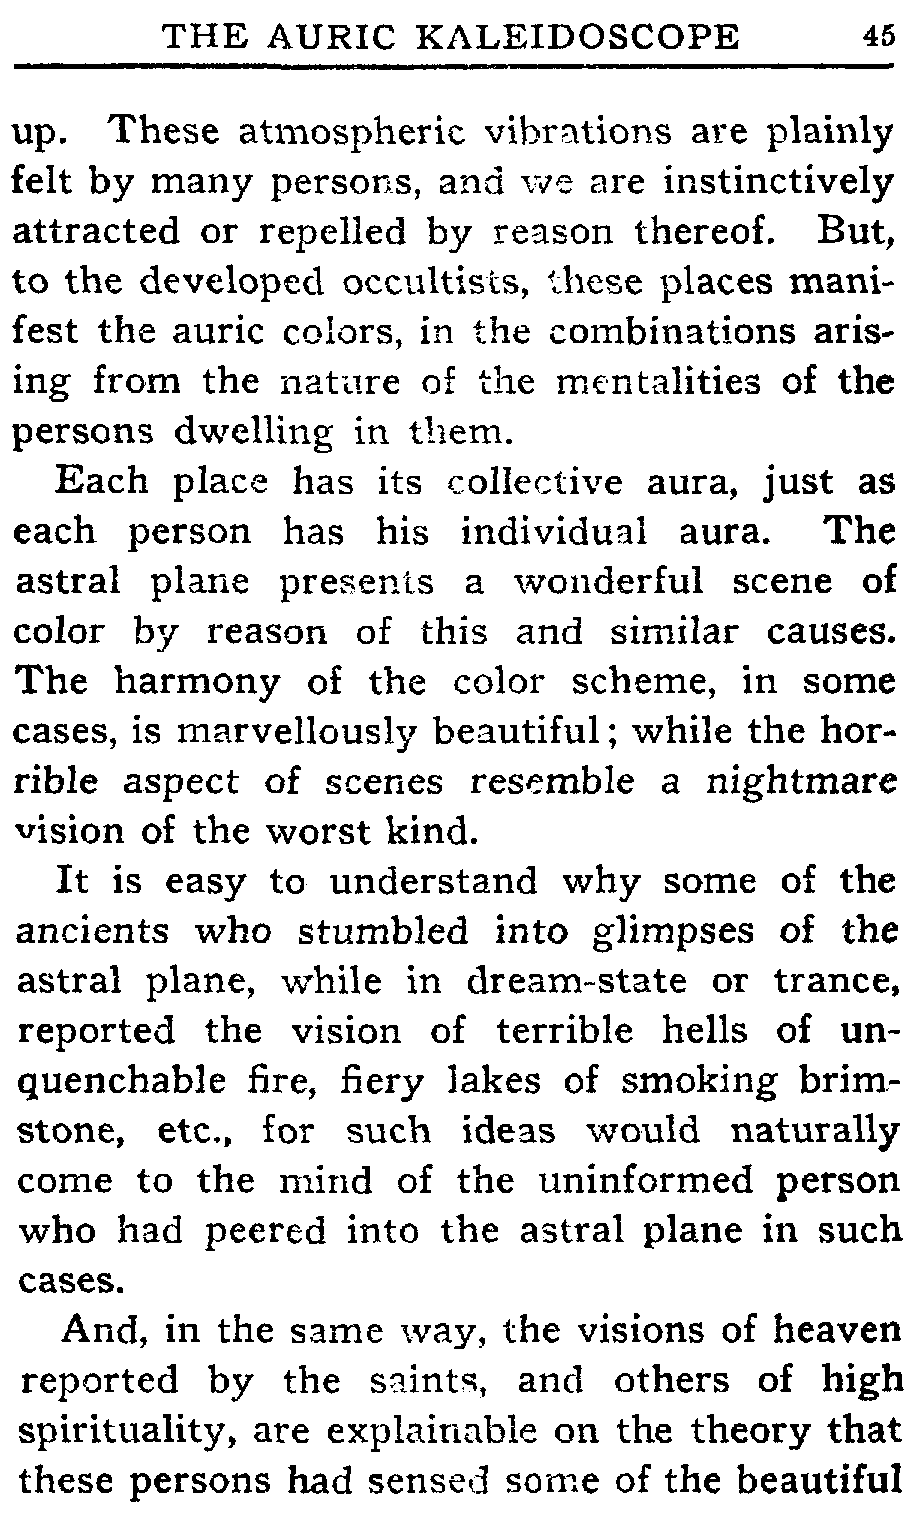 THE AURIC KALEIDOSCOPE 45
up. These atmospheric vibrations are plainly
felt by many persons, and we are instinctively
attracted or repelled by reason thereof. But,
to the developed occultists, these places mani-
fest the auric colors, in the combinations aris-
ing from the nature of the mentalities of the
persons dwelling in them.
Each place has its collective aura, just as
each person has his individual aura. The
astral plane presents a wonderful scene of
color by reason of this and similar causes.
The harmony of the color scheme, in some
cases, is marvellously beautiful; while the hor-
rible aspect of scenes resemble a nightmare
vision of the worst kind.
It is easy to understand why some of the
ancients who stumbled into glimpses of the
astral plane, while in dream-state or trance,
reported the vision of terrible hells of un-
quenchable fire, fiery lakes of smoking brim-
stone, etc., for such ideas would naturally
come to the mind of the uninformed person
who had peered into the astral plane in such
cases.
And, in the same way, the visions of heaven
reported by the saints, and others of high
spirituality, are explainable on the theory that
these persons had sensed some of the beautiful